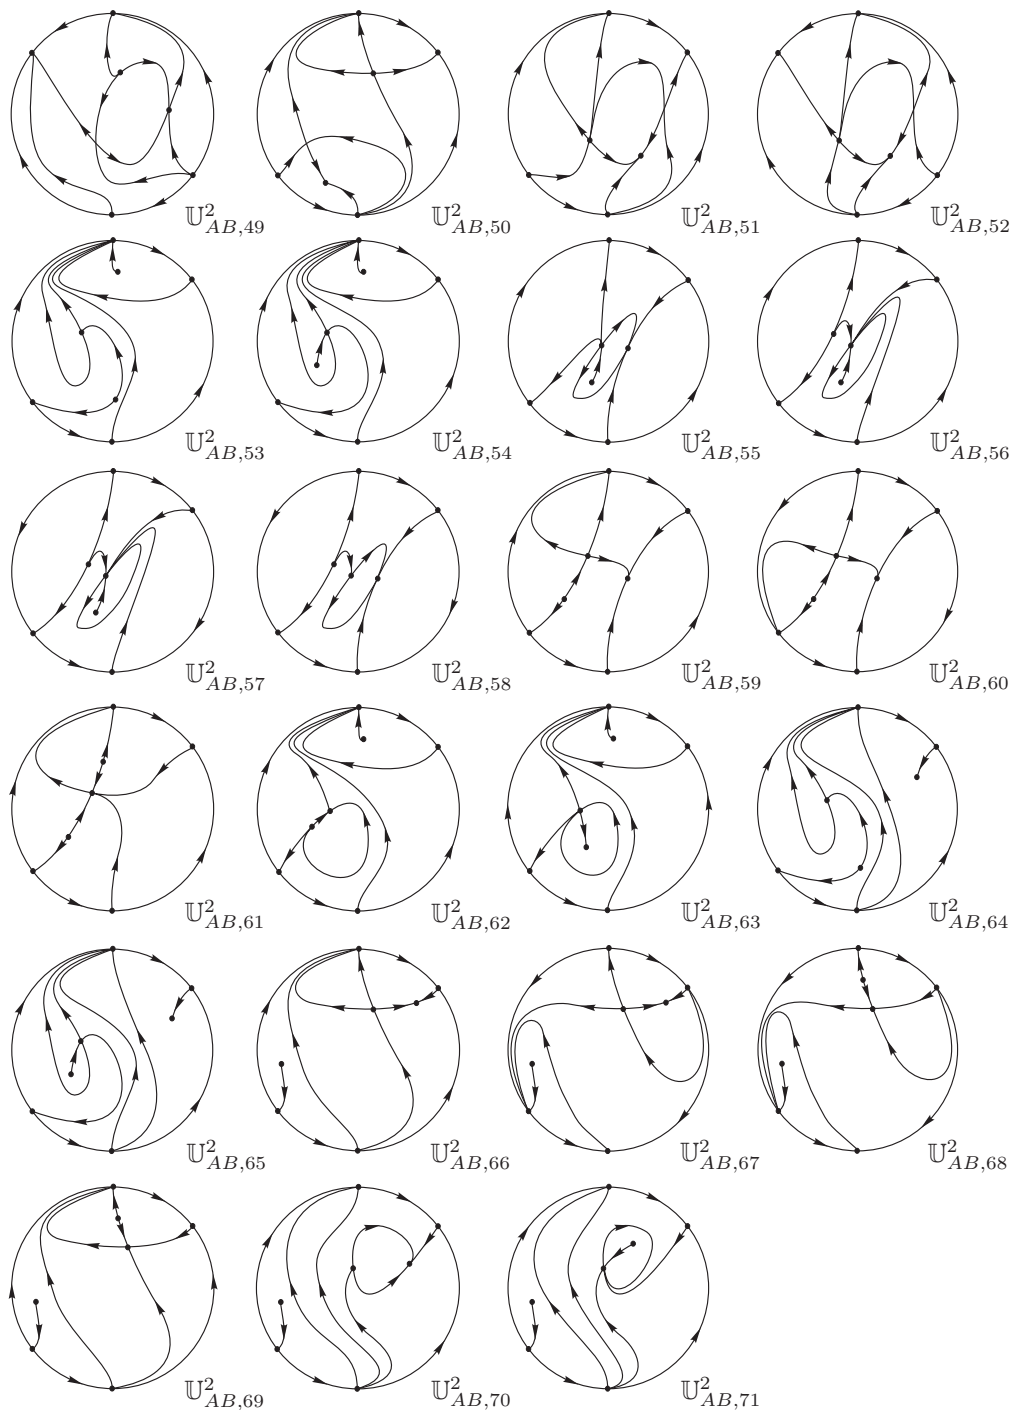 𝕌²_{AB,49} 𝕌²_{AB,50} 𝕌²_{AB,51} 𝕌²_{AB,52}
𝕌²_{AB,53} 𝕌²_{AB,54} 𝕌²_{AB,55} 𝕌²_{AB,56}
𝕌²_{AB,57} 𝕌²_{AB,58} 𝕌²_{AB,59} 𝕌²_{AB,60}
𝕌²_{AB,61} 𝕌²_{AB,62} 𝕌²_{AB,63} 𝕌²_{AB,64}
𝕌²_{AB,65} 𝕌²_{AB,66} 𝕌²_{AB,67} 𝕌²_{AB,68}
𝕌²_{AB,69} 𝕌²_{AB,70} 𝕌²_{AB,71}